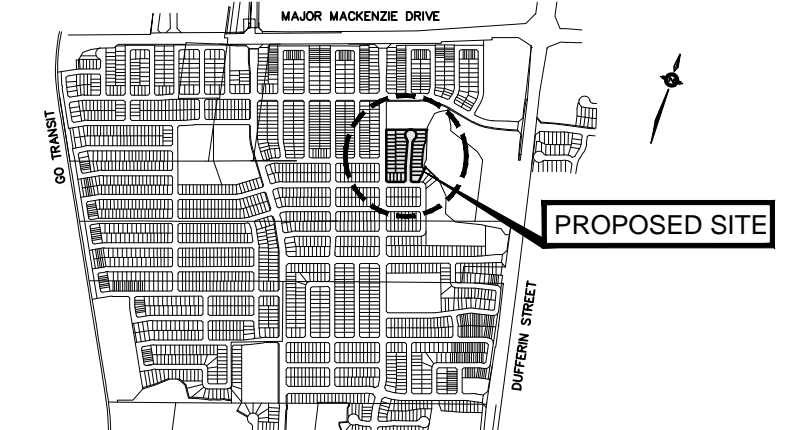 MAJOR MACKENZIE DRIVE
GO TRANSIT
PROPOSED SITE
DUFFERIN STREET